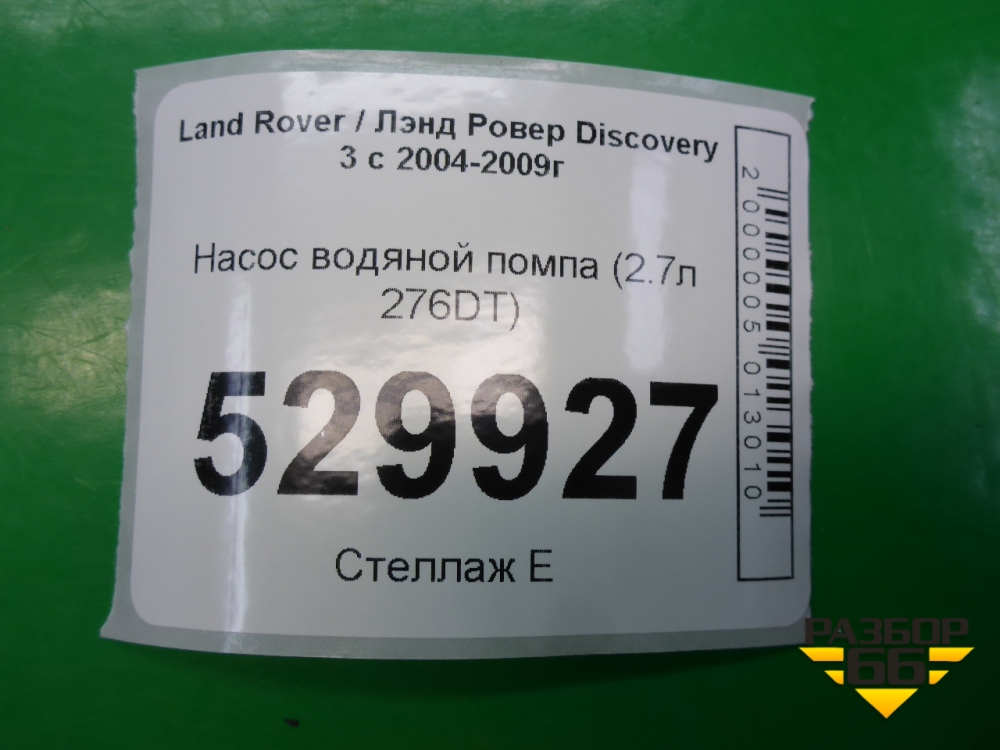 Land Rover / Лэнд Ровер Discovery
3 с 2004-2009г
Насос водяной помпа (2.7л
276DT)
529927
Стеллаж Е
2000005013010
РАЗБОР
66